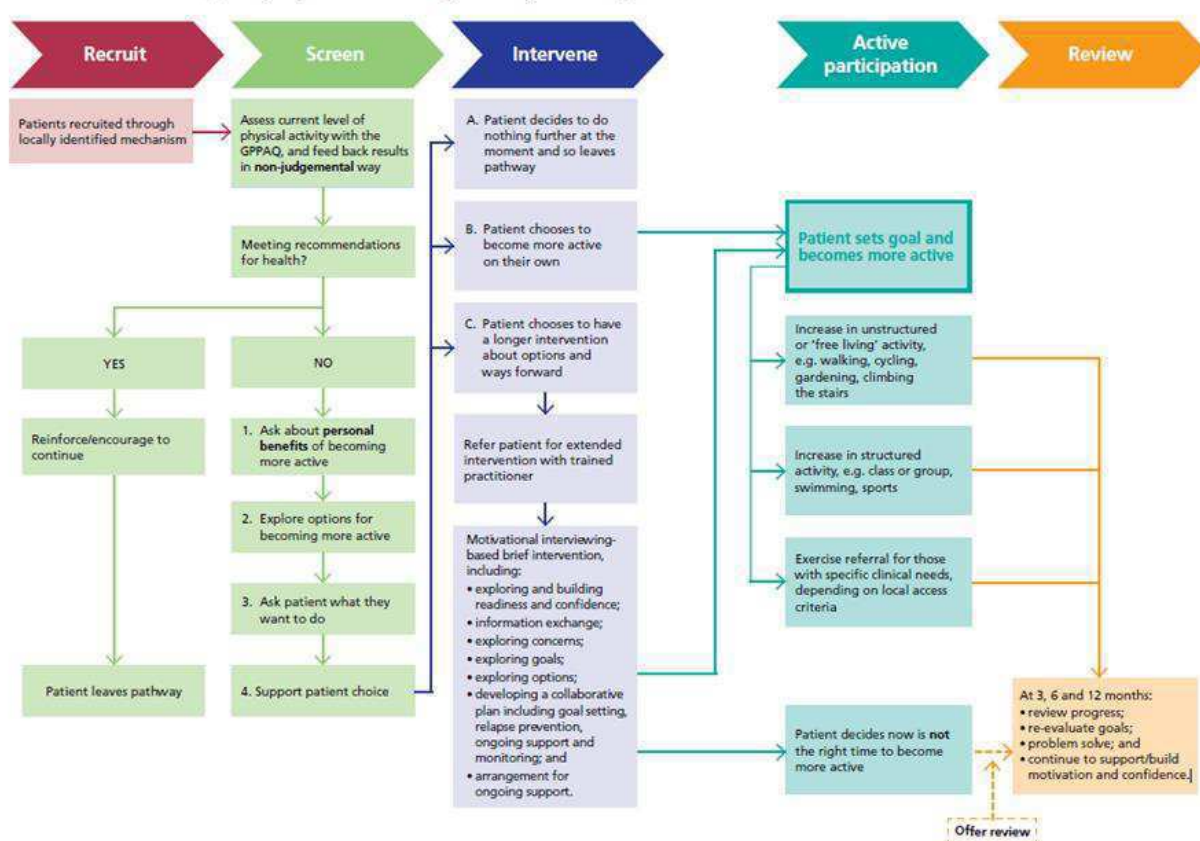 Recruit
Screen
Intervene
Active
participation
Review
Patients recruited through
locally identified mechanism
Assess current level of
physical activity with the
GPPAQ, and feed back results
in non-judgemental way
Meeting recommendations
for health?
YES
NO
Reinforce/encourage to
continue
1. Ask about personal
benefits of becoming
more active
2. Explore options for
becoming more active
3. Ask patient what they
want to do
Patient leaves pathway
4. Support patient choice
A. Patient decides to do
nothing further at the
moment and so leaves
pathway
B. Patient chooses to
become more active
on their own
C. Patient chooses to have
a longer intervention
about options and
ways forward
Refer patient for extended
intervention with trained
practitioner
Motivational interviewing-
based brief intervention,
including:
• exploring and building
readiness and confidence;
• information exchange;
• exploring concerns;
• exploring goals;
• exploring options;
• developing a collaborative
plan including goal setting,
relapse prevention,
ongoing support and
monitoring; and
• arrangement for
ongoing support.
Patient sets goal and
becomes more active
Increase in unstructured
or 'free living' activity,
e.g. walking, cycling,
gardening, climbing
the stairs
Increase in structured
activity, e.g. class or group,
swimming, sports
Exercise referral for those
with specific clinical needs,
depending on local access
criteria
Patient decides now is not
the right time to become
more active
At 3, 6 and 12 months:
• review progress;
• re-evaluate goals;
• problem solve; and
• continue to support/build
motivation and confidence.
Offer review